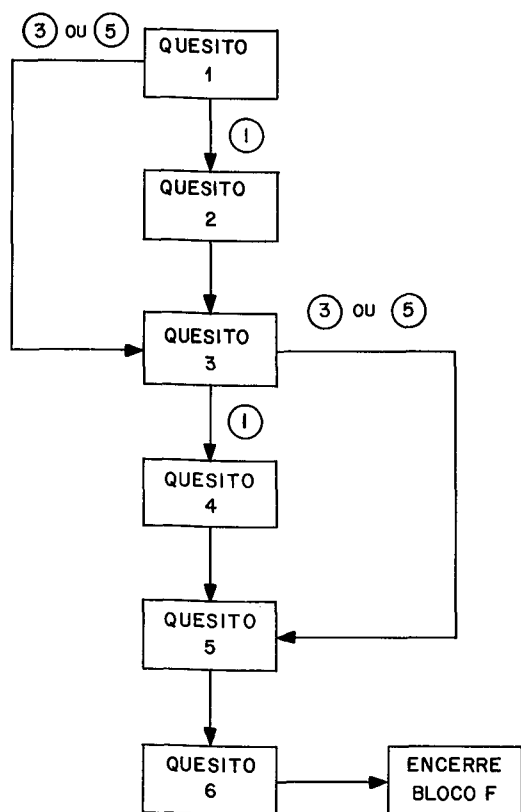 3 OU 5
QUESITO
1
1
QUESITO
2
3 OU 5
QUESITO
3
1
QUESITO
4
QUESITO
5
QUESITO
6
ENCERRE
BLOCO F